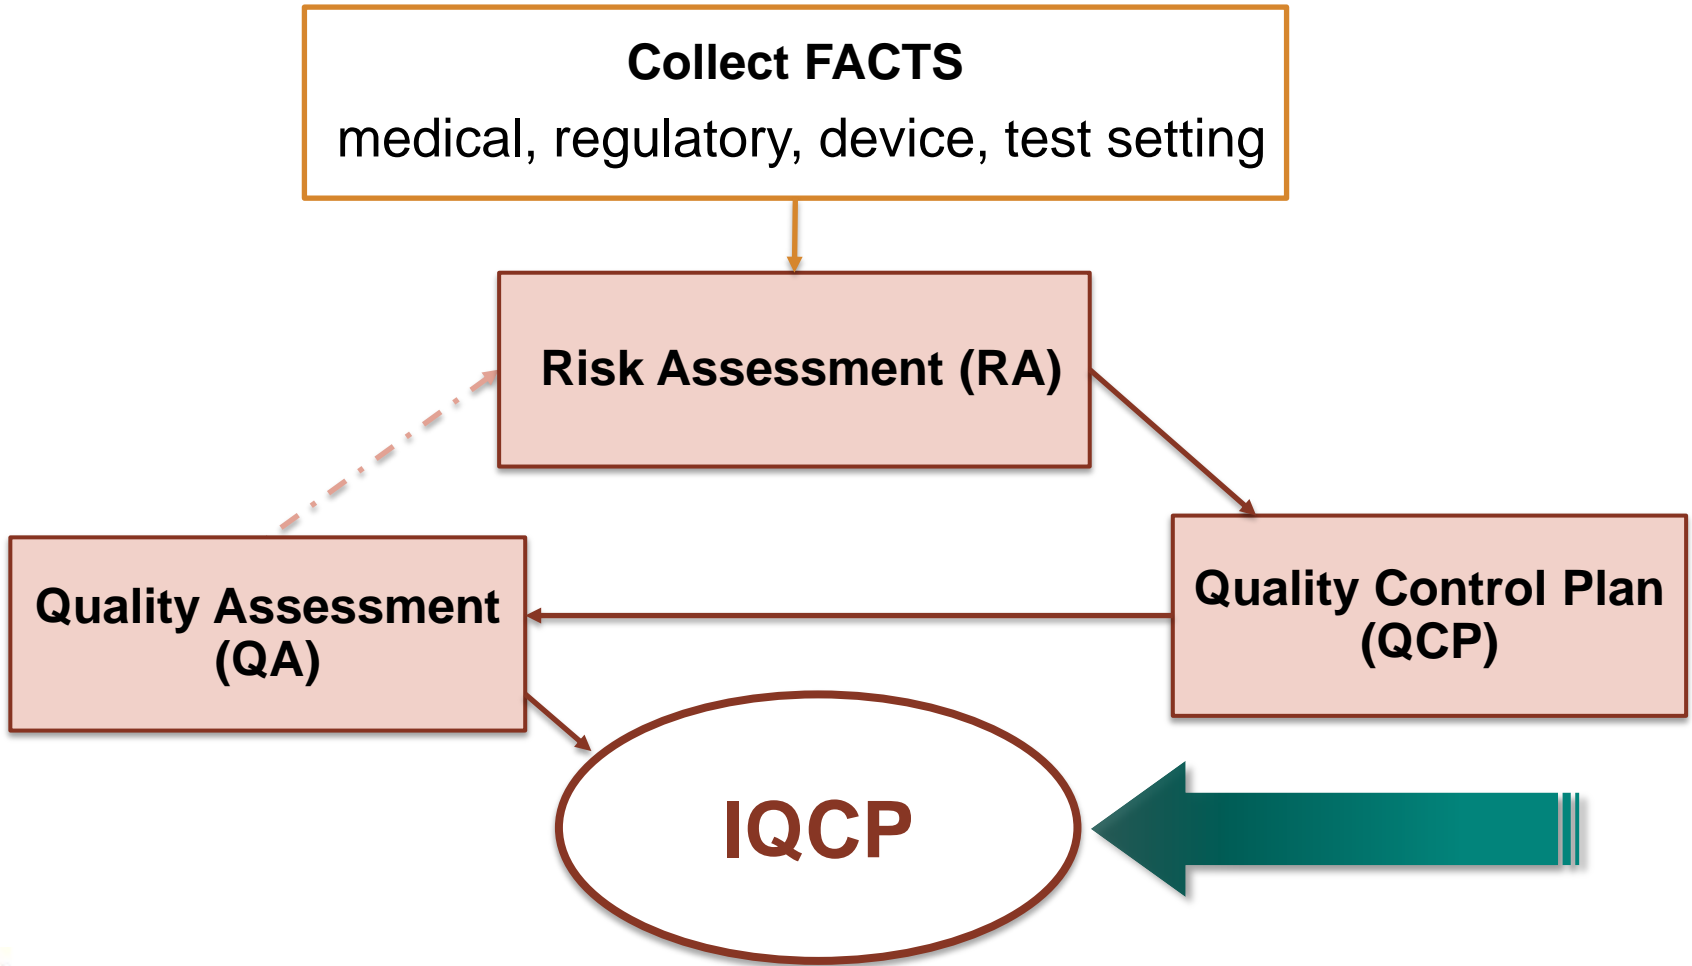 Collect FACTS
medical, regulatory, device, test setting
Risk Assessment (RA)
Quality Assessment
(QA)
Quality Control Plan
(QCP)
IQCP